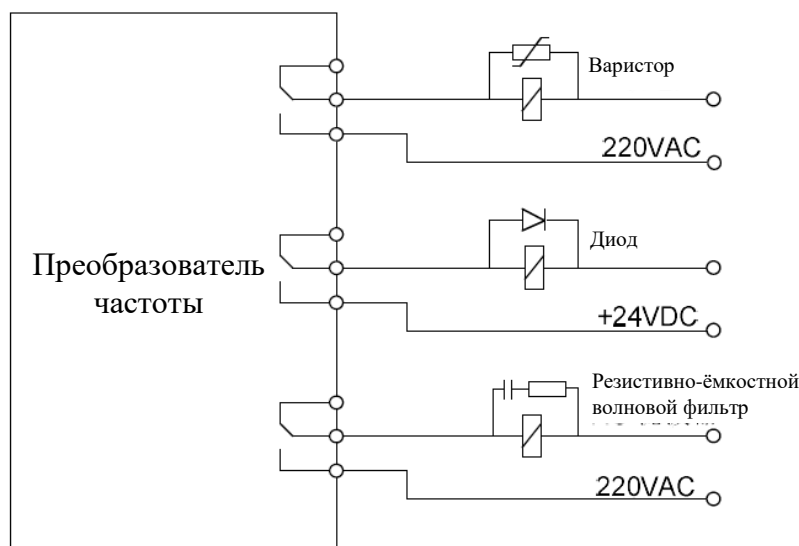 Варистор
220VAC
Преобразователь
частоты
Диод
+24VDC
Резистивно-ёмкостной
волновой фильтр
220VAC